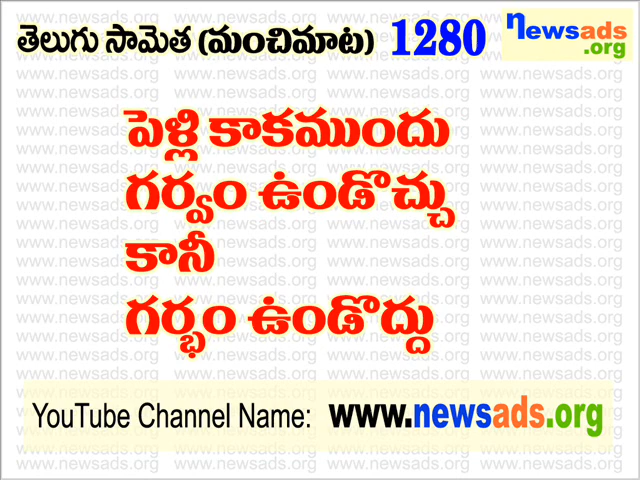 తెలుగు సామెత (మంచిమాట) 1280
newsads
.org
పెళ్లి కాకముందు
గర్వం ఉండొచ్చు
కానీ
గర్భం ఉండొద్దు
YouTube Channel Name: www.newsads.org